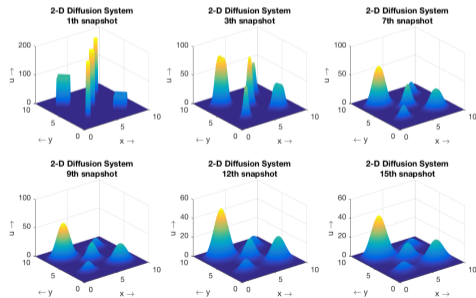 2-D Diffusion System
1th snapshot
200
100
0
10
5
0
0
5
10
u →
← y
x →
2-D Diffusion System
3th snapshot
100
50
0
10
5
0
0
5
10
u →
← y
x →
2-D Diffusion System
7th snapshot
100
50
0
10
5
0
0
5
10
u →
← y
x →
2-D Diffusion System
9th snapshot
100
50
0
10
5
0
0
5
10
u →
← y
x →
2-D Diffusion System
12th snapshot
60
40
20
0
10
5
0
0
5
10
u →
← y
x →
2-D Diffusion System
15th snapshot
60
40
20
0
10
5
0
0
5
10
u →
← y
x →